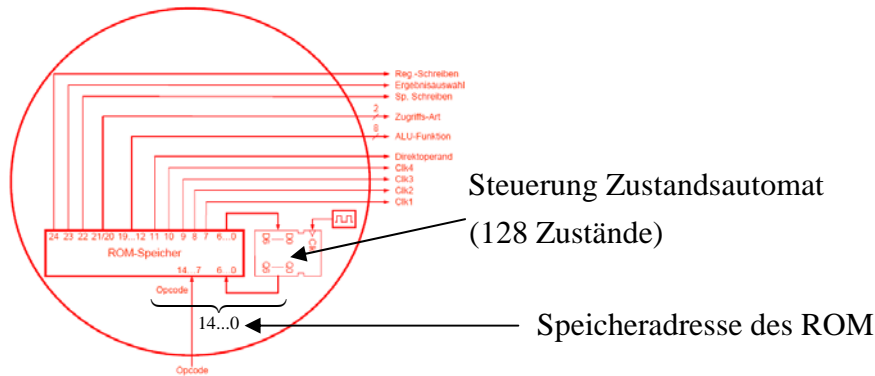 Reg.-Schreiben
Ergebnisauswahl
Sp. Schreiben
2
Zugriffs-Art
8
ALU-Funktion
Direktoperand
Clk4
Clk3
Clk2
Clk1
Steuerung Zustandsautomat
(128 Zustände)
24 23 22 21/20 19...12 11 10 9 8 7 6...0
ROM-Speicher
14...7 6...0
Opcode
14...0
Speicheradresse des ROM
Opcode